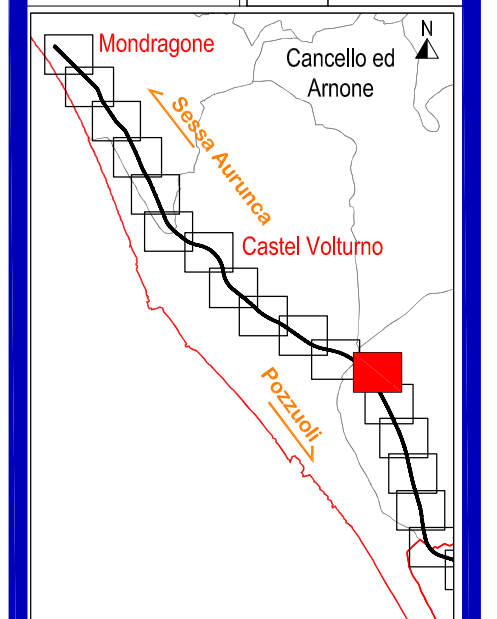 N
Mondragone
Cancello ed
Arnone
Sessa Aurunca
Castel Volturno
Pozzuoli